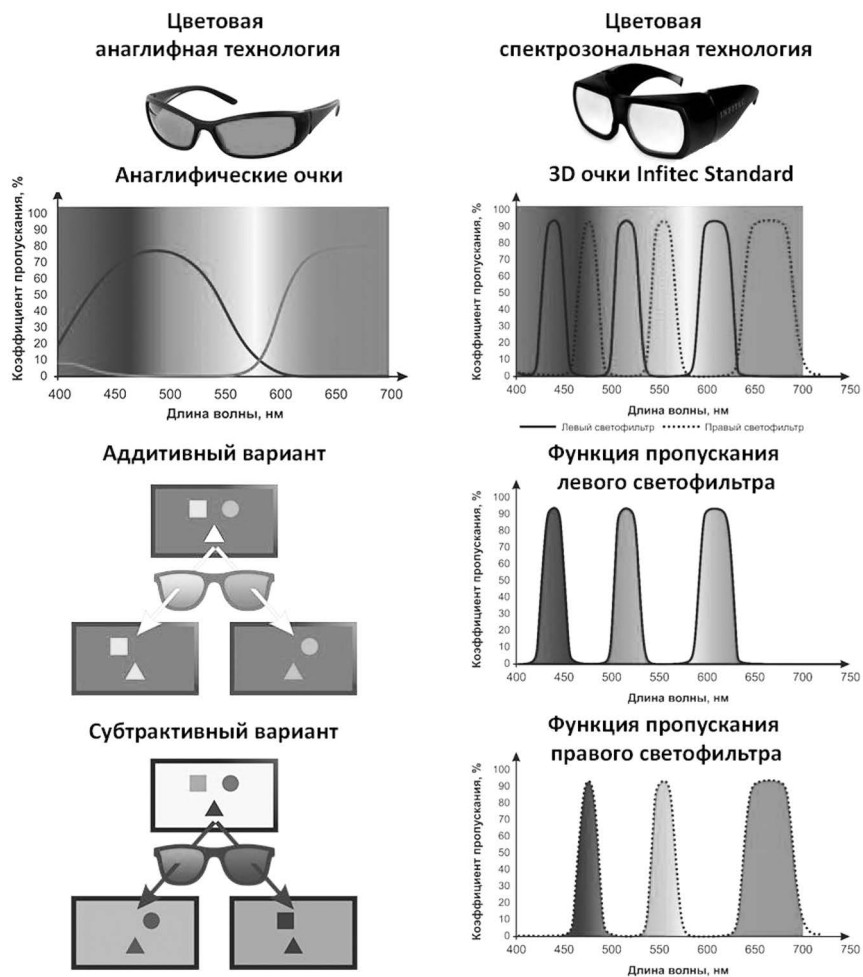 Цветовая
анаглифная технология
Анаглифические очки
Коэффициент пропускания, %
100
90
80
70
60
50
40
30
20
10
0
400 450 500 550 600 650 700
Длина волны, нм
Аддитивный вариант
Субтрактивный вариант
Цветовая
спектрозональная технология
INFITEC
3D очки Infitec Standard
Коэффициент пропускания, %
100
90
80
70
60
50
40
30
20
10
0
400 450 500 550 600 650 700 750
Длина волны, нм
Левый светофильтр Правый светофильтр
Функция пропускания
левого светофильтра
Коэффициент пропускания, %
100
90
80
70
60
50
40
30
20
10
0
400 450 500 550 600 650 700 750
Длина волны, нм
Функция пропускания
правого светофильтра
Коэффициент пропускания, %
100
90
80
70
60
50
40
30
20
10
0
400 450 500 550 600 650 700 750
Длина волны, нм